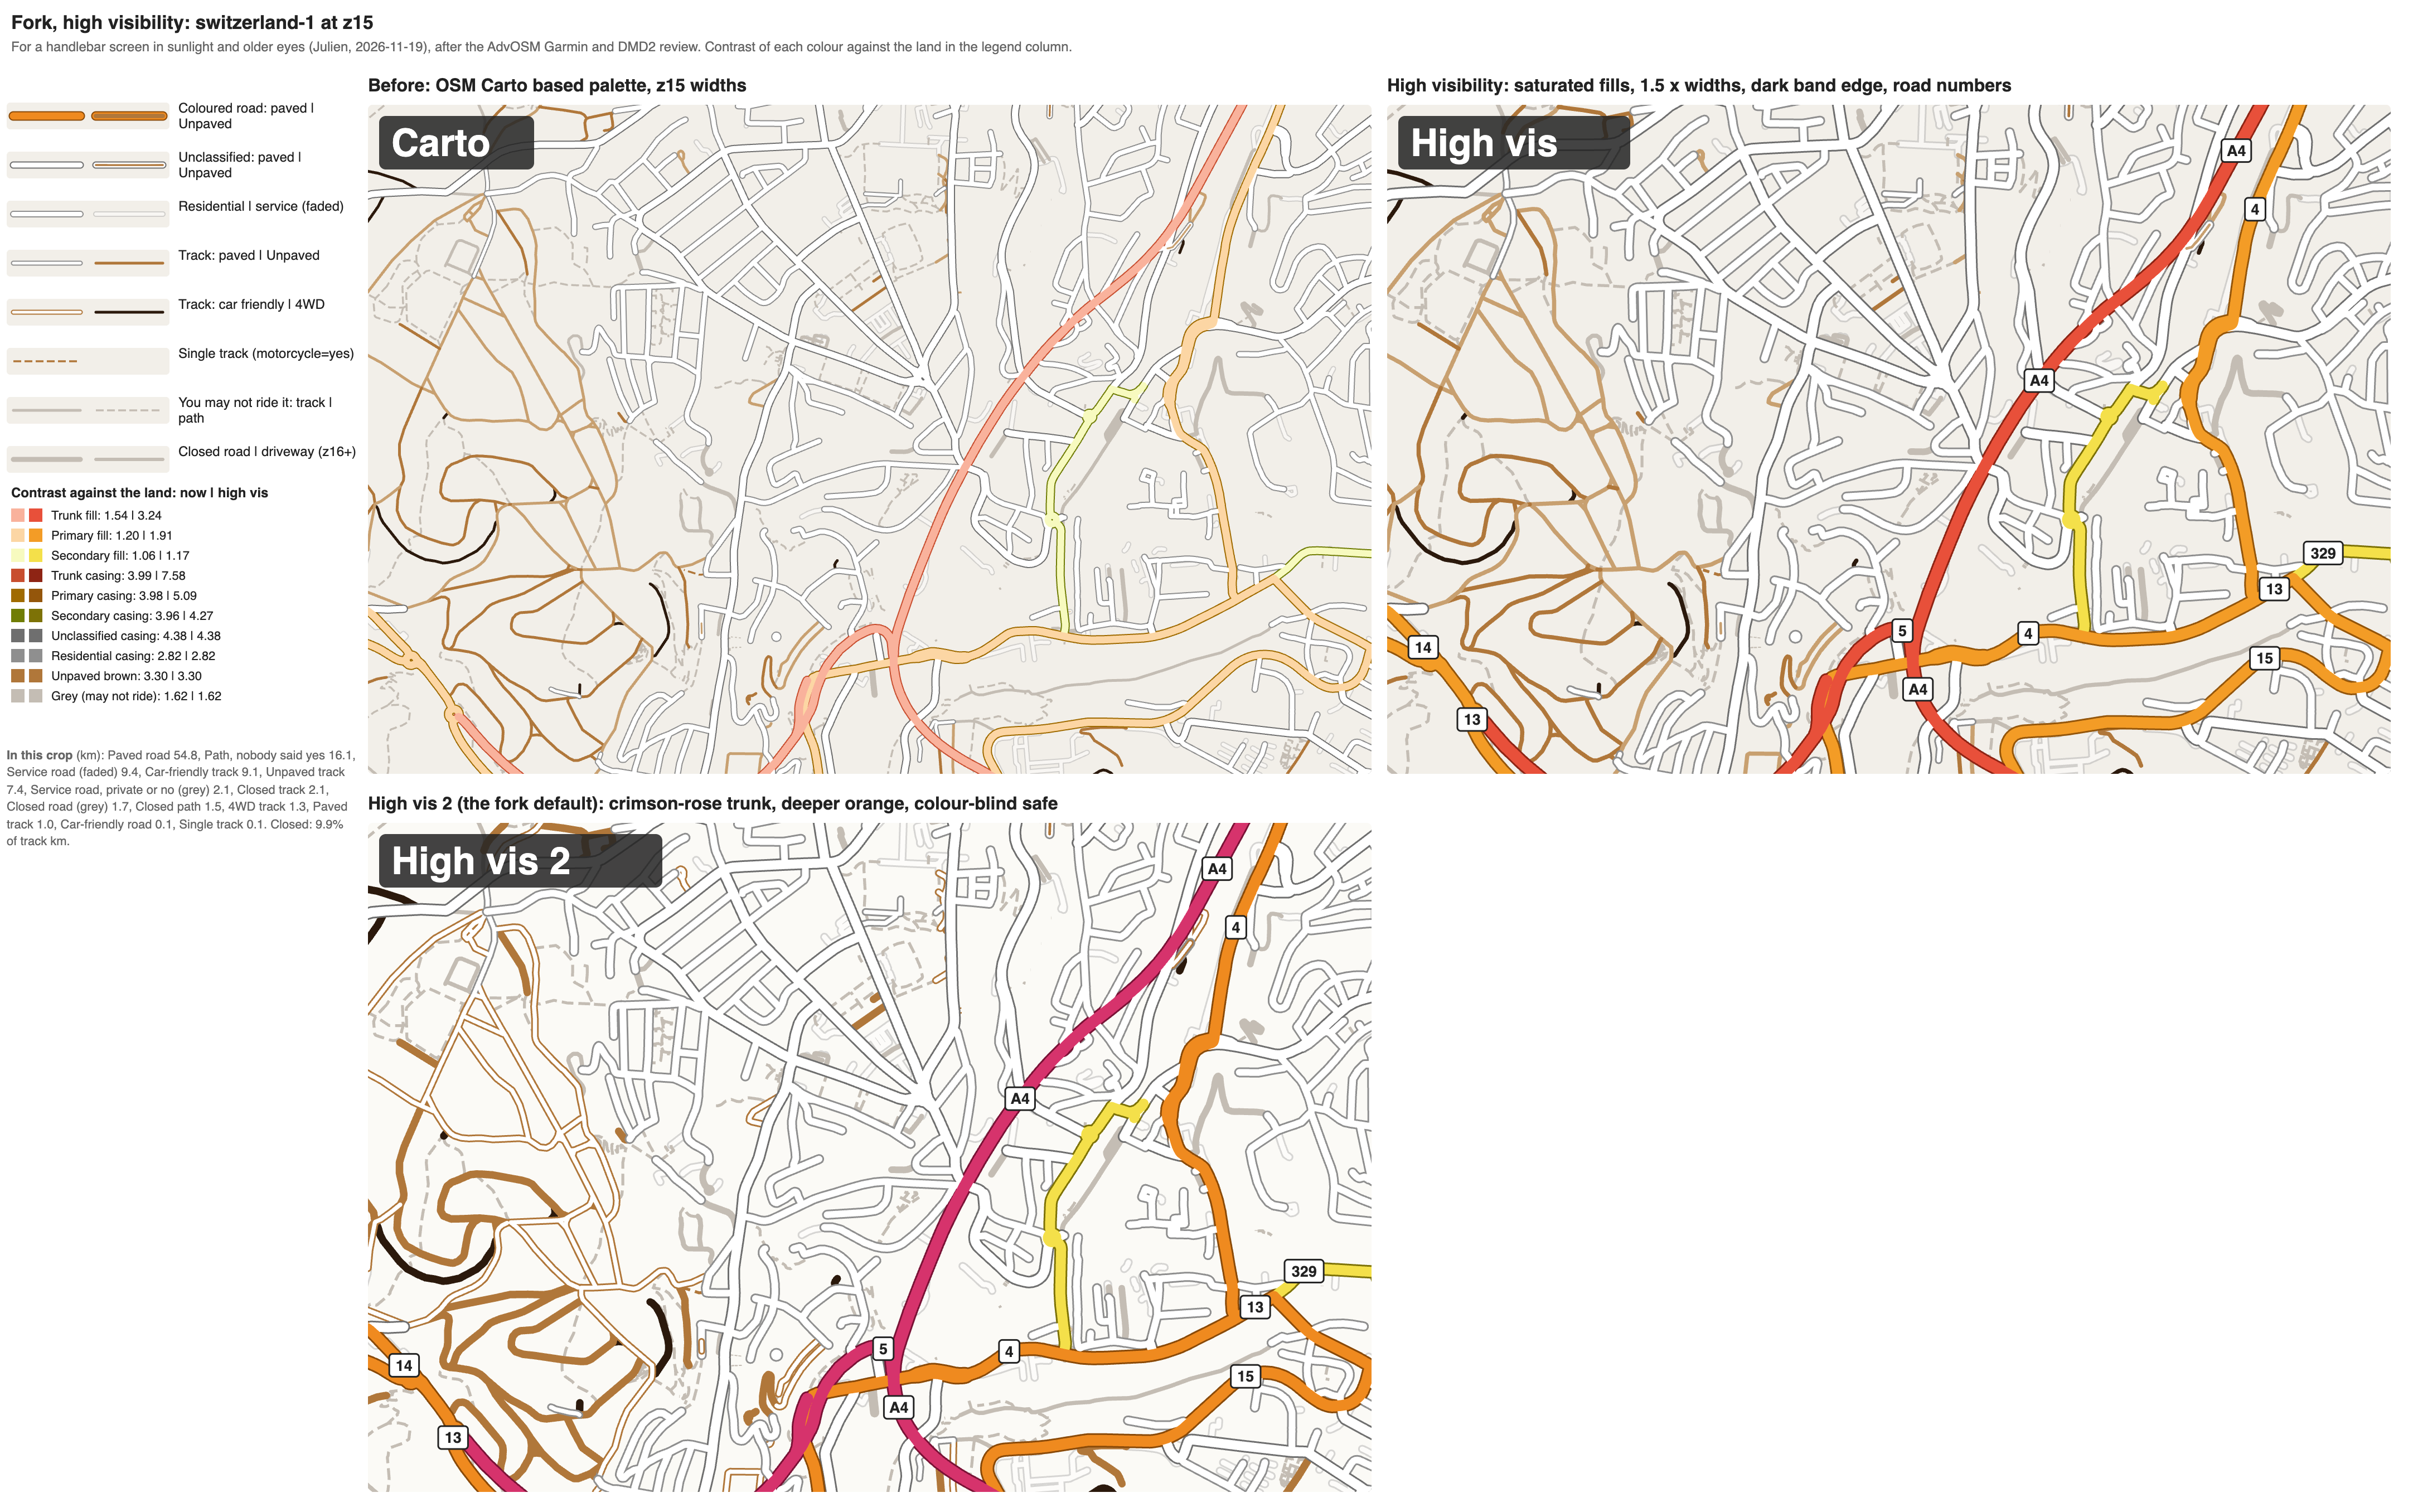 Fork, high visibility: switzerland-1 at z15
For a handlebar screen in sunlight and older eyes (Julien, 2026-11-19), after the AdvOSM Garmin and DMD2 review. Contrast of each colour against the land in the legend column.
Coloured road: paved |
Unpaved
Unclassified: paved |
Unpaved
Residential | service (faded)
Track: paved | Unpaved
Track: car friendly | 4WD
Single track (motorcycle=yes)
You may not ride it: track |
path
Closed road | driveway (z16+)
Contrast against the land: now | high vis
Trunk fill: 1.54 | 3.24
Primary fill: 1.20 | 1.91
Secondary fill: 1.06 | 1.17
Trunk casing: 3.99 | 7.58
Primary casing: 3.98 | 5.09
Secondary casing: 3.96 | 4.27
Unclassified casing: 4.38 | 4.38
Residential casing: 2.82 | 2.82
Unpaved brown: 3.30 | 3.30
Grey (may not ride): 1.62 | 1.62
In this crop (km): Paved road 54.8, Path, nobody said yes 16.1,
Service road (faded) 9.4, Car-friendly track 9.1, Unpaved track
7.4, Service road, private or no (grey) 2.1, Closed track 2.1,
Closed road (grey) 1.7, Closed path 1.5, 4WD track 1.3, Paved
track 1.0, Car-friendly road 0.1, Single track 0.1. Closed: 9.9%
of track km.
Before: OSM Carto based palette, z15 widths
Carto
High visibility: saturated fills, 1.5 x widths, dark band edge, road numbers
High vis
A4
4
A4
329
13
5
4
14
15
A4
13
High vis 2 (the fork default): crimson-rose trunk, deeper orange, colour-blind safe
High vis 2
A4
4
A4
329
13
5
4
14
15
A4
13